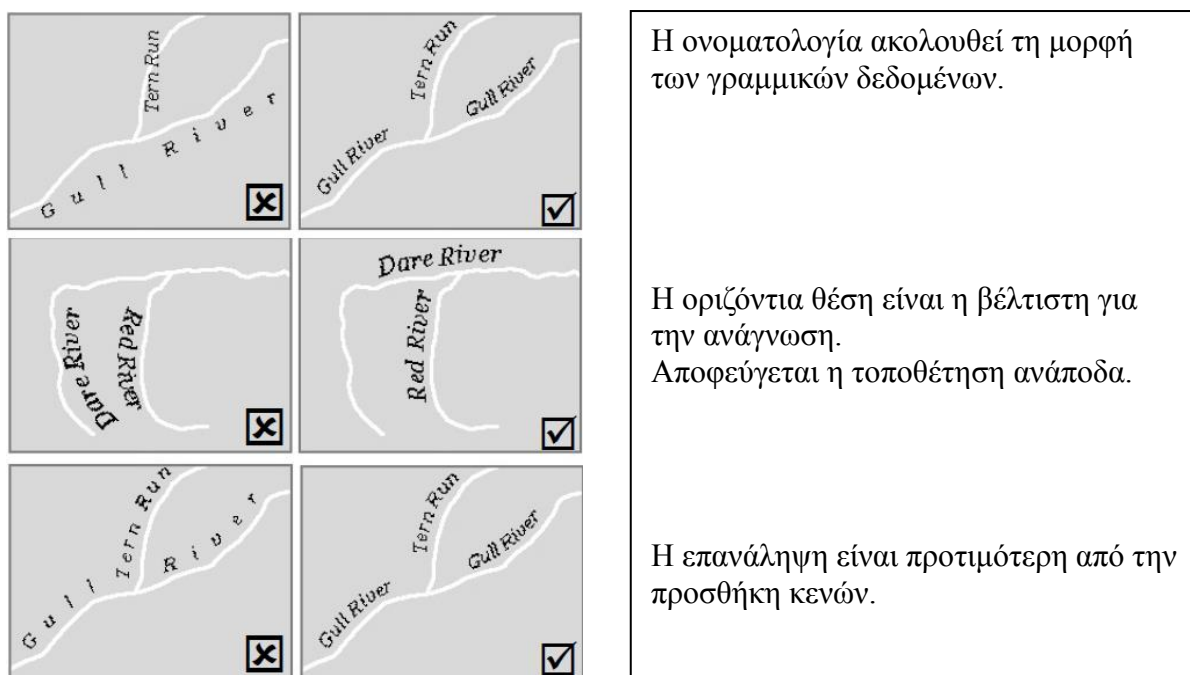 Tern Run
Gull River
Tern Run
Gull River
Gull River
Η ονοματολογία ακολουθεί τη μορφή
των γραμμικών δεδομένων.
Dare River
Red River
Dare River
Red River
Η οριζόντια θέση είναι η βέλτιστη για
την ανάγνωση.
Αποφεύγεται η τοποθέτηση ανάποδα.
Gull River
Tern Run
Tern Run
Gull River
Gull River
Η επανάληψη είναι προτιμότερη από την
προσθήκη κενών.